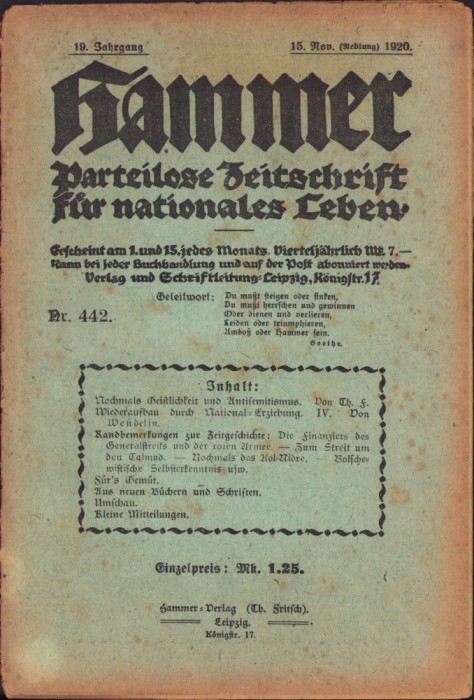 19. Jahrgang
15. Nov. (Neblung) 1920.
Hammer
Parteilose Zeitschrift
für nationales Leben
Erscheint am 1. und 15. jedes Monats. Vierteljährlich Mk. 7.—
Kann bei jeder Buchhandlung und auf der Post abonniert werden.
Verlag und Schriftleitung: Leipzig, Königstr. 17.
Geleitwort:
Du mußt steigen oder sinken,
Du mußt herrschen und gewinnen
Oder dienen und verlieren,
Leiden oder triumphieren,
Amboß oder Hammer sein.
Goethe.
Nr. 442.
Inhalt:
Nochmals Geistlichkeit und Antisemitismus. Von Th. F.
Wiederaufbau durch National-Erziehung. IV. Von
Wendelin.
Randbemerkungen zur Zeitgeschichte: Die Finanziers des
Generalstreiks und der roten Armee. — Zum Streit um
den Talmud. — Nochmals das Kol-Nidre. — Bolsche-
wistische Selbsterkenntnis usw.
Für's Gemüt.
Aus neuen Büchern und Schriften.
Umschau.
Kleine Mitteilungen.
Einzelpreis: Mk. 1.25.
Hammer-Verlag (Th. Fritsch).
Leipzig.
Königstr. 17.